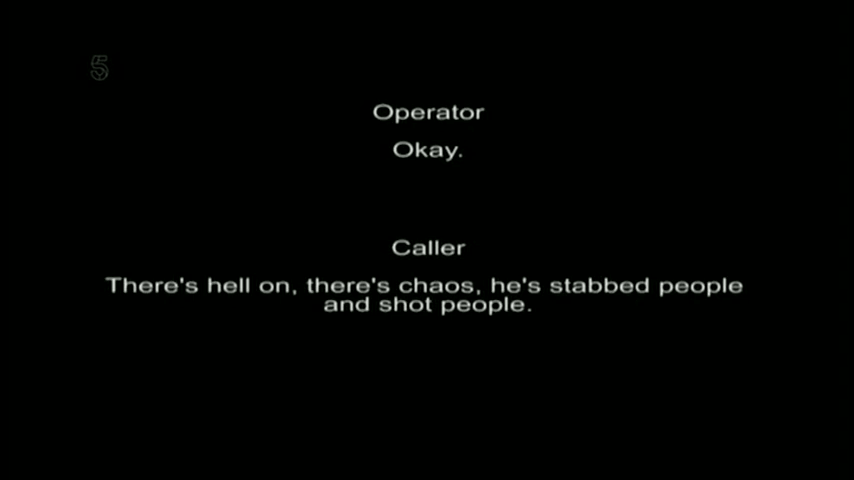 5
Operator
Okay.
Caller
There's hell on, there's chaos, he's stabbed people
and shot people.